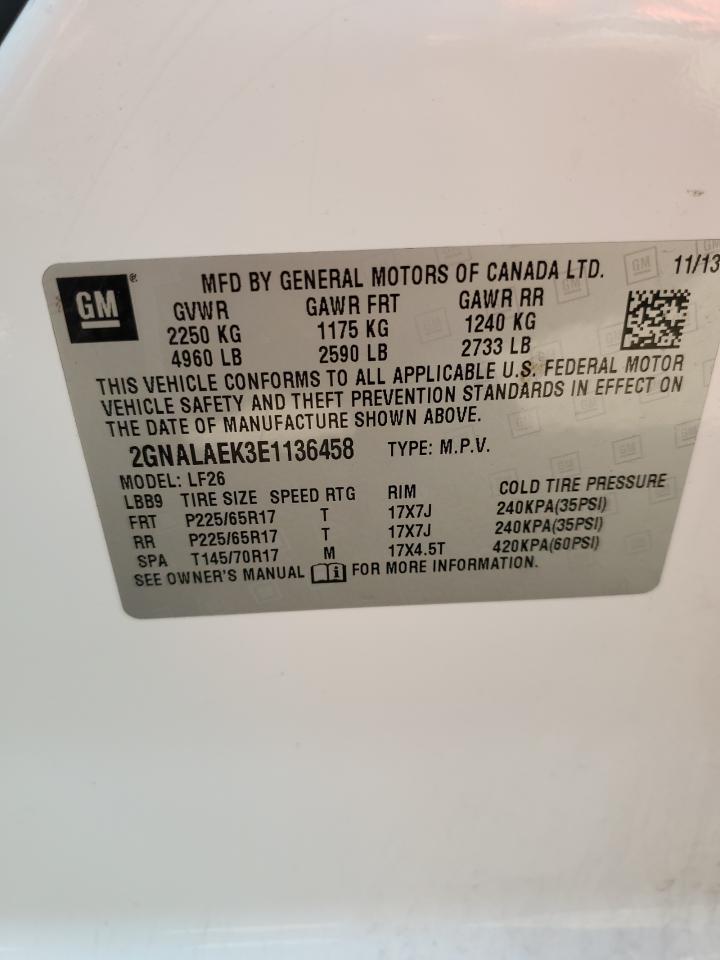 GM ® MFD BY GENERAL MOTORS OF CANADA LTD. 11/13
GVWR GAWR FRT GAWR RR
2250 KG 1175 KG 1240 KG
4960 LB 2590 LB 2733 LB
THIS VEHICLE CONFORMS TO ALL APPLICABLE U.S. FEDERAL MOTOR
VEHICLE SAFETY AND THEFT PREVENTION STANDARDS IN EFFECT ON
THE DATE OF MANUFACTURE SHOWN ABOVE.
2GNALAEK3E1136458 TYPE: M.P.V.
MODEL: LF26
LBB9 TIRE SIZE SPEED RTG RIM COLD TIRE PRESSURE
FRT P225/65R17 T 17X7J 240KPA(35PSI)
RR P225/65R17 T 17X7J 240KPA(35PSI)
SPA T145/70R17 M 17X4.5T 420KPA(60PSI)
SEE OWNER'S MANUAL i FOR MORE INFORMATION.